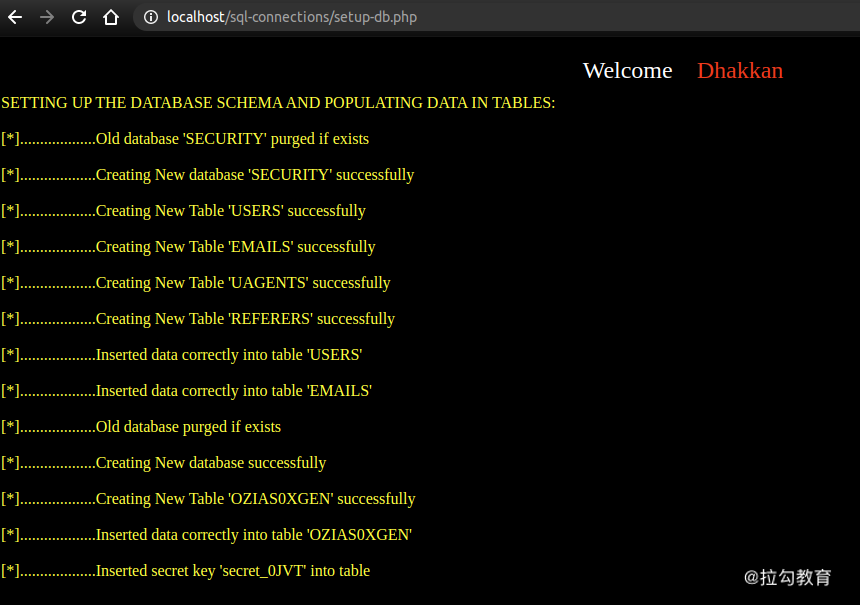 localhost/sql-connections/setup-db.php
Welcome Dhakkan
SETTING UP THE DATABASE SCHEMA AND POPULATING DATA IN TABLES:
[*]...................Old database 'SECURITY' purged if exists
[*]...................Creating New database 'SECURITY' successfully
[*]...................Creating New Table 'USERS' successfully
[*]...................Creating New Table 'EMAILS' successfully
[*]...................Creating New Table 'UAGENTS' successfully
[*]...................Creating New Table 'REFERERS' successfully
[*]...................Inserted data correctly into table 'USERS'
[*]...................Inserted data correctly into table 'EMAILS'
[*]...................Old database purged if exists
[*]...................Creating New database successfully
[*]...................Creating New Table 'OZIAS0XGEN' successfully
[*]...................Inserted data correctly into table 'OZIAS0XGEN'
[*]...................Inserted secret key 'secret_0JVT' into table
@拉勾教育